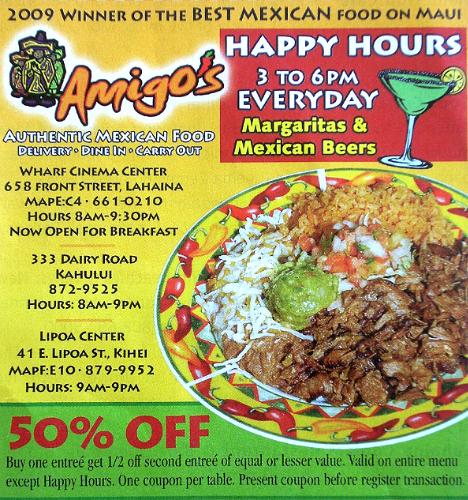 2009 Winner of the BEST MEXICAN food on Maui
Amigo's
Authentic Mexican Food
Delivery · Dine In · Carry Out
HAPPY HOURS
3 to 6pm
EVERYDAY
Margaritas &
Mexican Beers
Wharf Cinema Center
658 Front Street, Lahaina
Map:C4 · 661-0210
Hours 8am-9:30pm
Now Open For Breakfast
333 Dairy Road
Kahului
872-9525
Hours: 8am-9pm
Lipoa Center
41 E. Lipoa St., Kihei
Map:E10 · 879-9952
Hours: 9am-9pm
50% OFF
Buy one entreé get 1/2 off second entreé of equal or lesser value. Valid on entire menu
except Happy Hours. One coupon per table. Present coupon before register transaction.